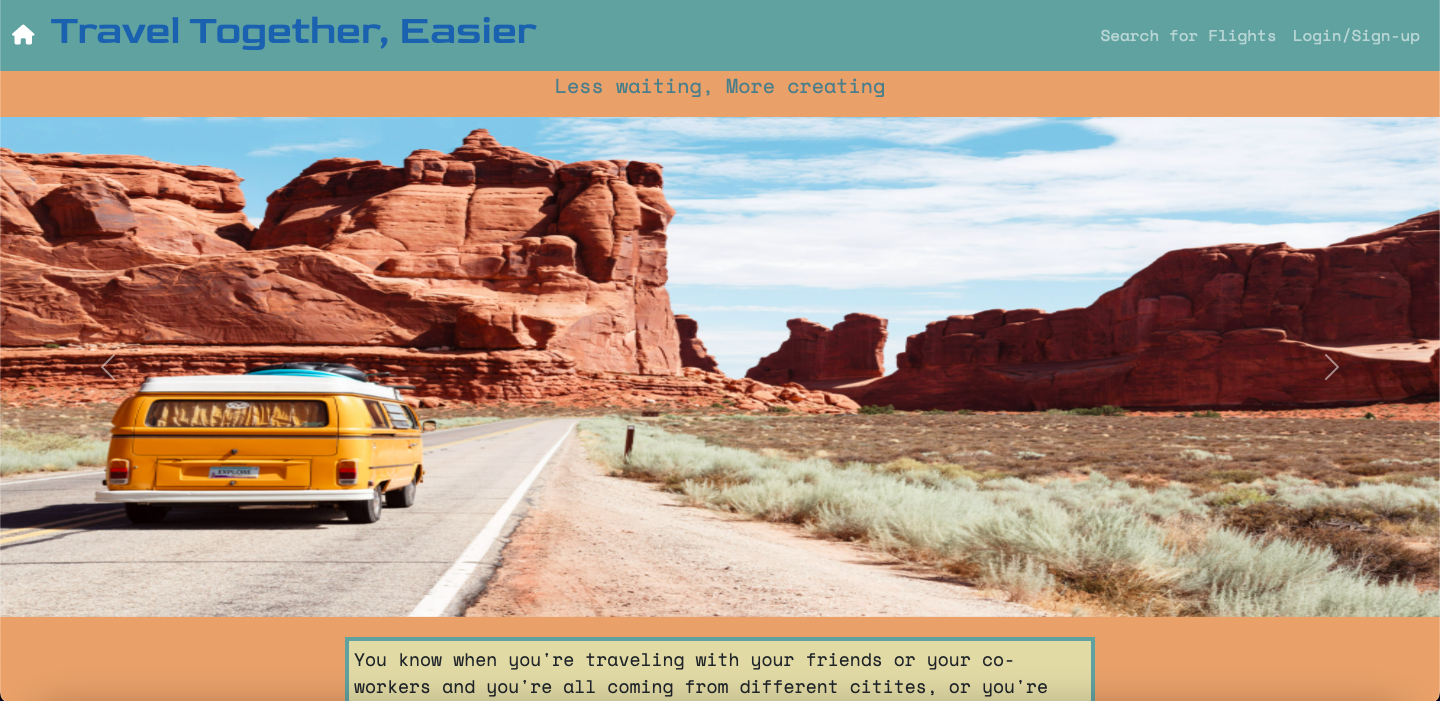 Travel Together, Easier
Search for Flights Login/Sign-up
Less waiting, More creating
EXPLORE
You know when you're traveling with your friends or your co-
workers and you're all coming from different citites, or you're